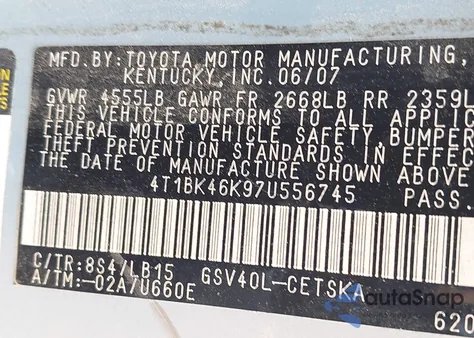 MFD. BY: TOYOTA MOTOR MANUFACTURING,
KENTUCKY, INC. 06/07
GVWR 4555LB GAWR FR 2668LB RR 2359L
THIS VEHICLE CONFORMS TO ALL APPLIC
FEDERAL MOTOR VEHICLE SAFETY, BUMPER
THEFT PREVENTION STANDARDS IN EFFEC
THE DATE OF MANUFACTURE SHOWN ABOVE
4T1BK46K97U556745 PASS.
C/TR:8S4/LB15 GSV40L-CETSKA
A/TM:-02A/U660E
620
AutoSnap